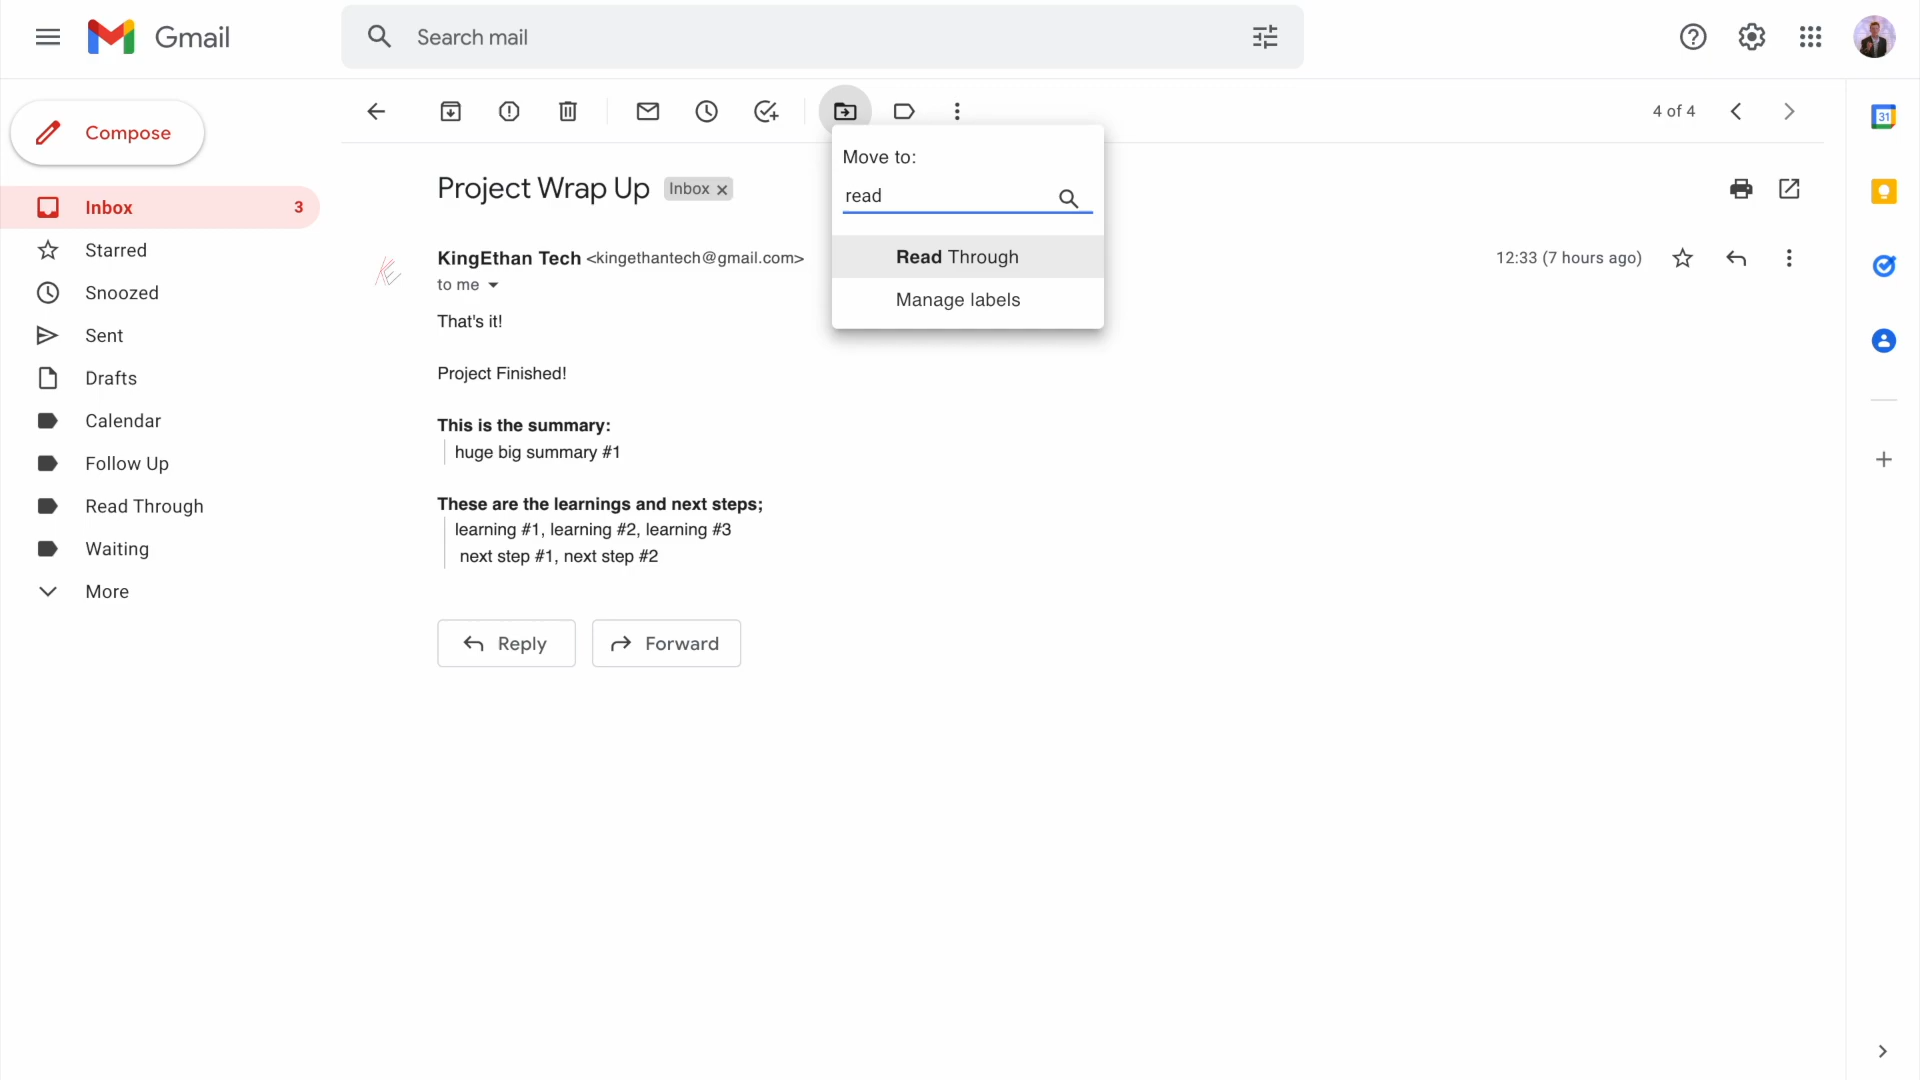 Gmail
Search mail
Compose
Inbox 3
Starred
Snoozed
Sent
Drafts
Calendar
Follow Up
Read Through
Waiting
More
4 of 4
Move to:
read
Read Through
Manage labels
Project Wrap Up Inbox
KingEthan Tech <kingethantech@gmail.com>
12:33 (7 hours ago)
to me
That's it!
Project Finished!
This is the summary:
huge big summary #1
These are the learnings and next steps;
learning #1, learning #2, learning #3
next step #1, next step #2
Reply
Forward
31